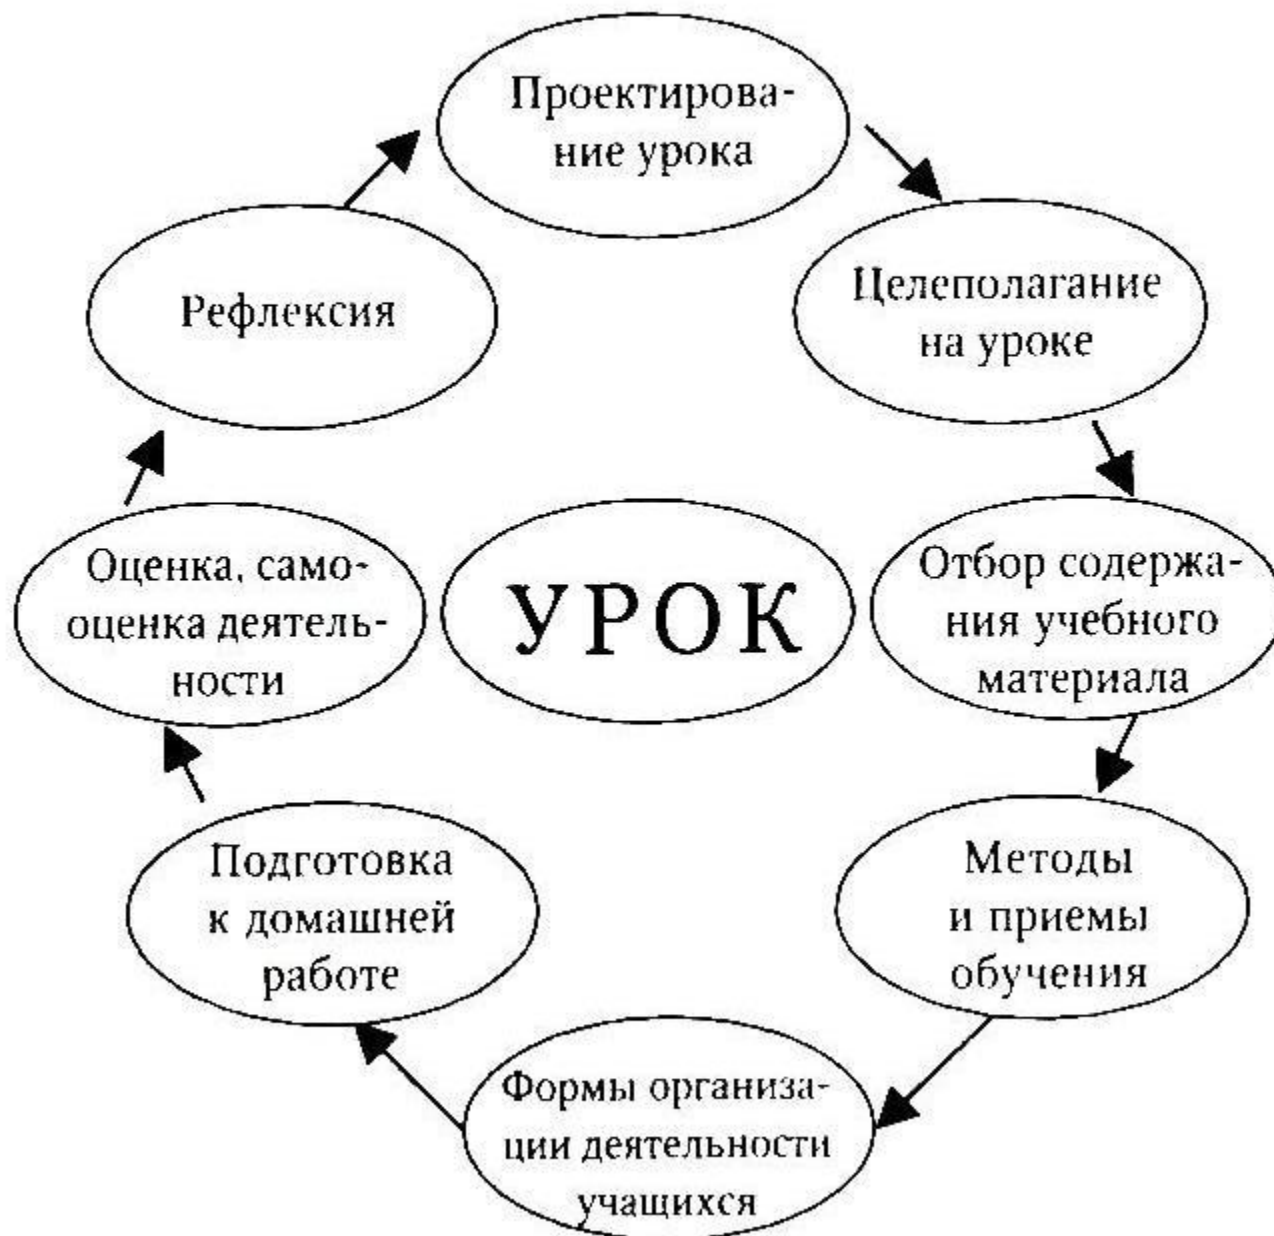 Проектирова-
ние урока
Целеполагание
на уроке
Отбор содержа-
ния учебного
материала
Методы
и приемы
обучения
Формы организа-
ции деятельности
учащихся
Подготовка
к домашней
работе
Оценка, само-
оценка деятель-
ности
Рефлексия
УРОК